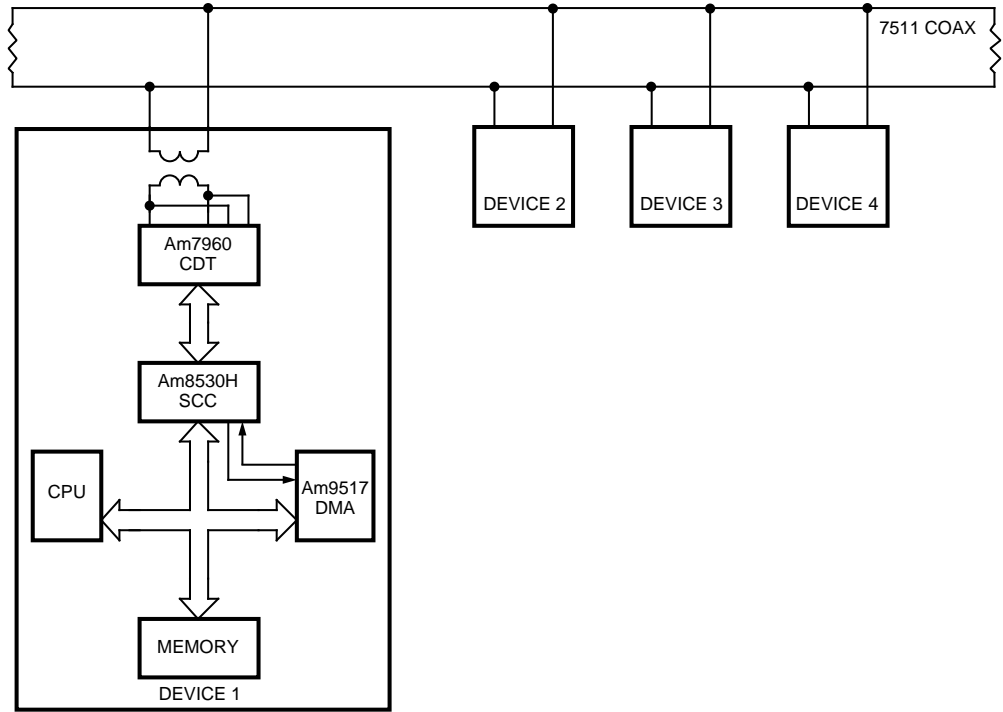 7511 COAX
DEVICE 2
DEVICE 3
DEVICE 4
Am7960
CDT
Am8530H
SCC
CPU
Am9517
DMA
MEMORY
DEVICE 1